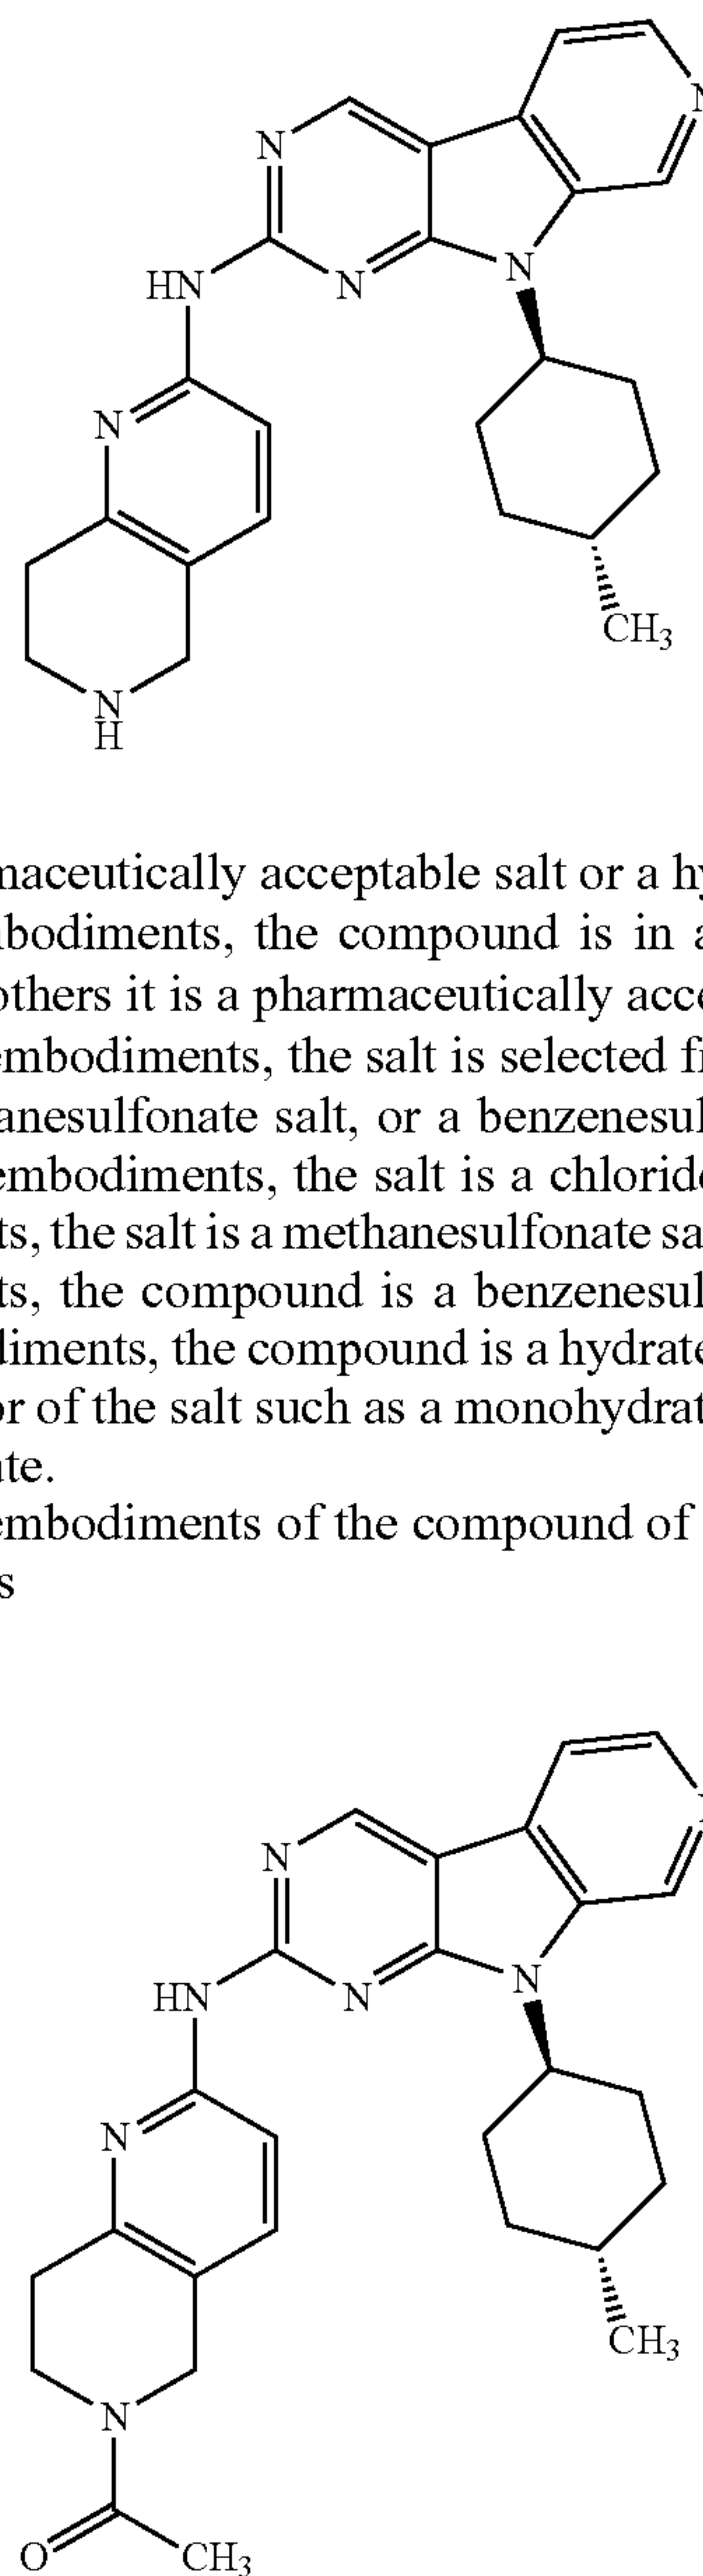 N
N
N
HN
N
N
CH3
N
H
maceutically acceptable salt or a hy
bodiments, the compound is in a
others it is a pharmaceutically acce
embodiments, the salt is selected fr
anesulfonate salt, or a benzenesul
embodiments, the salt is a chloride
ts, the salt is a methanesulfonate sa
ts, the compound is a benzenesul
diments, the compound is a hydrate
or of the salt such as a monohydrat
ate.
embodiments of the compound of
s
N
N
HN
N
N
CH3
N
O
CH3